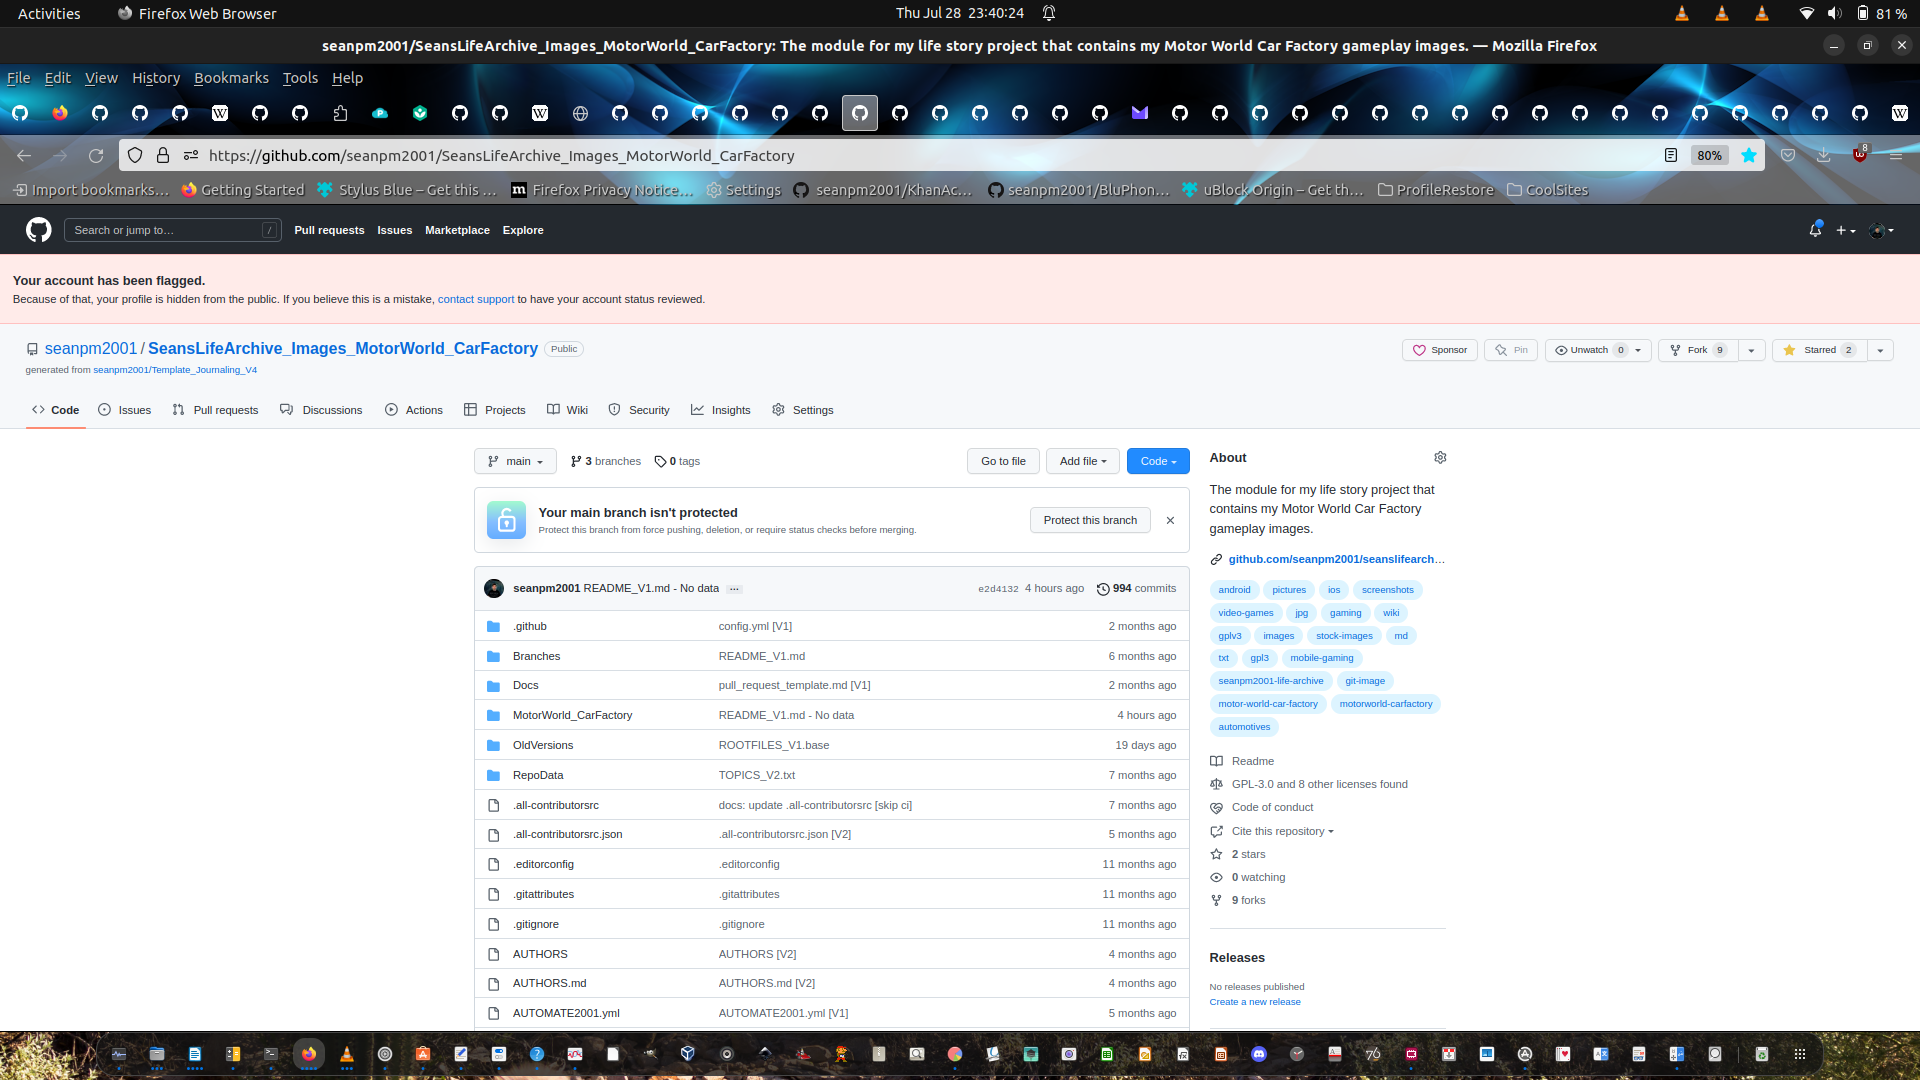 Activities Firefox Web Browser Thu Jul 28 23:40:24 81 %
seanpm2001/SeansLifeArchive_Images_MotorWorld_CarFactory: The module for my life story project that contains my Motor World Car Factory gameplay images. — Mozilla Firefox
File Edit View History Bookmarks Tools Help
https://github.com/seanpm2001/SeansLifeArchive_Images_MotorWorld_CarFactory 80% 8
Import bookmarks... Getting Started Stylus Blue – Get this ... Firefox Privacy Notice... Settings seanpm2001/KhanAc... seanpm2001/BluPhon... uBlock Origin – Get th... ProfileRestore CoolSites
Search or jump to... / Pull requests Issues Marketplace Explore
Your account has been flagged.
Because of that, your profile is hidden from the public. If you believe this is a mistake, contact support to have your account status reviewed.
seanpm2001 / SeansLifeArchive_Images_MotorWorld_CarFactory Public Sponsor Pin Unwatch 0 Fork 9 Starred 2
generated from seanpm2001/Template_Journaling_V4
Code Issues Pull requests Discussions Actions Projects Wiki Security Insights Settings
main 3 branches 0 tags Go to file Add file Code
Your main branch isn't protected
Protect this branch from force pushing, deletion, or require status checks before merging.
Protect this branch
seanpm2001 README_V1.md - No data ... e2d4132 4 hours ago 994 commits
.github config.yml [V1] 2 months ago
Branches README_V1.md 6 months ago
Docs pull_request_template.md [V1] 2 months ago
MotorWorld_CarFactory README_V1.md - No data 4 hours ago
OldVersions ROOTFILES_V1.base 19 days ago
RepoData TOPICS_V2.txt 7 months ago
.all-contributorsrc docs: update .all-contributorsrc [skip ci] 7 months ago
.all-contributorsrc.json .all-contributorsrc.json [V2] 5 months ago
.editorconfig .editorconfig 11 months ago
.gitattributes .gitattributes 11 months ago
.gitignore .gitignore 11 months ago
AUTHORS AUTHORS [V2] 4 months ago
AUTHORS.md AUTHORS.md [V2] 4 months ago
AUTOMATE2001.yml AUTOMATE2001.yml [V1] 5 months ago
About
The module for my life story project that
contains my Motor World Car Factory
gameplay images.
github.com/seanpm2001/seanslifearch...
android pictures ios screenshots
video-games jpg gaming wiki
gplv3 images stock-images md
txt gpl3 mobile-gaming
seanpm2001-life-archive git-image
motor-world-car-factory motorworld-carfactory
automotives
Readme
GPL-3.0 and 8 other licenses found
Code of conduct
Cite this repository
2 stars
0 watching
9 forks
Releases
No releases published
Create a new release